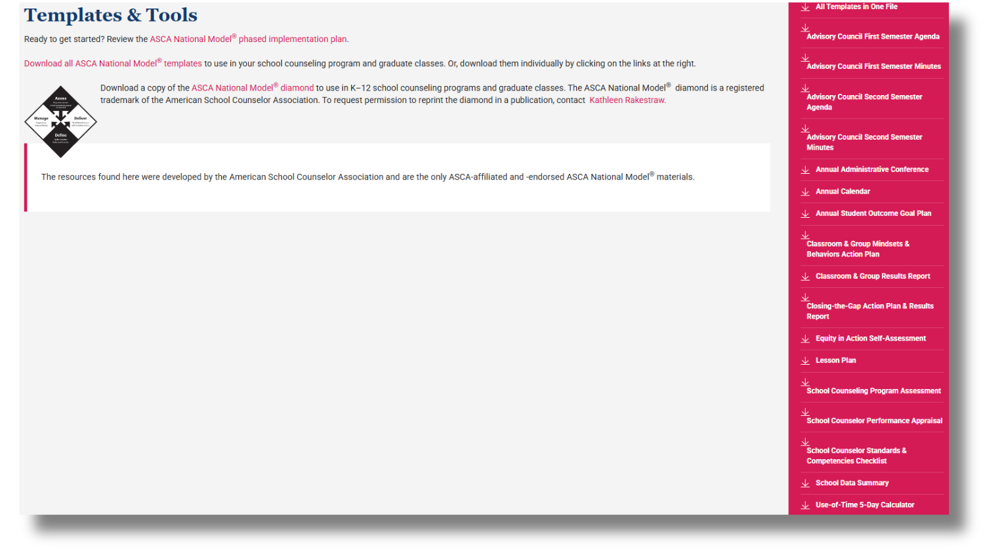 Templates & Tools
Ready to get started? Review the ASCA National Model® phased implementation plan.
Download all ASCA National Model® templates to use in your school counseling program and graduate classes. Or, download them individually by clicking on the links at the right.
Download a copy of the ASCA National Model® diamond to use in K–12 school counseling programs and graduate classes. The ASCA National Model® diamond is a registered
trademark of the American School Counselor Association. To request permission to reprint the diamond in a publication, contact Kathleen Rakestraw.
Assess
Manage
Deliver
Define
The resources found here were developed by the American School Counselor Association and are the only ASCA-affiliated and -endorsed ASCA National Model® materials.
All Templates in One File
Advisory Council First Semester Agenda
Advisory Council First Semester Minutes
Advisory Council Second Semester
Agenda
Advisory Council Second Semester
Minutes
Annual Administrative Conference
Annual Calendar
Annual Student Outcome Goal Plan
Classroom & Group Mindsets &
Behaviors Action Plan
Classroom & Group Results Report
Closing-the-Gap Action Plan & Results
Report
Equity in Action Self-Assessment
Lesson Plan
School Counseling Program Assessment
School Counselor Performance Appraisal
School Counselor Standards &
Competencies Checklist
School Data Summary
Use-of-Time 5-Day Calculator